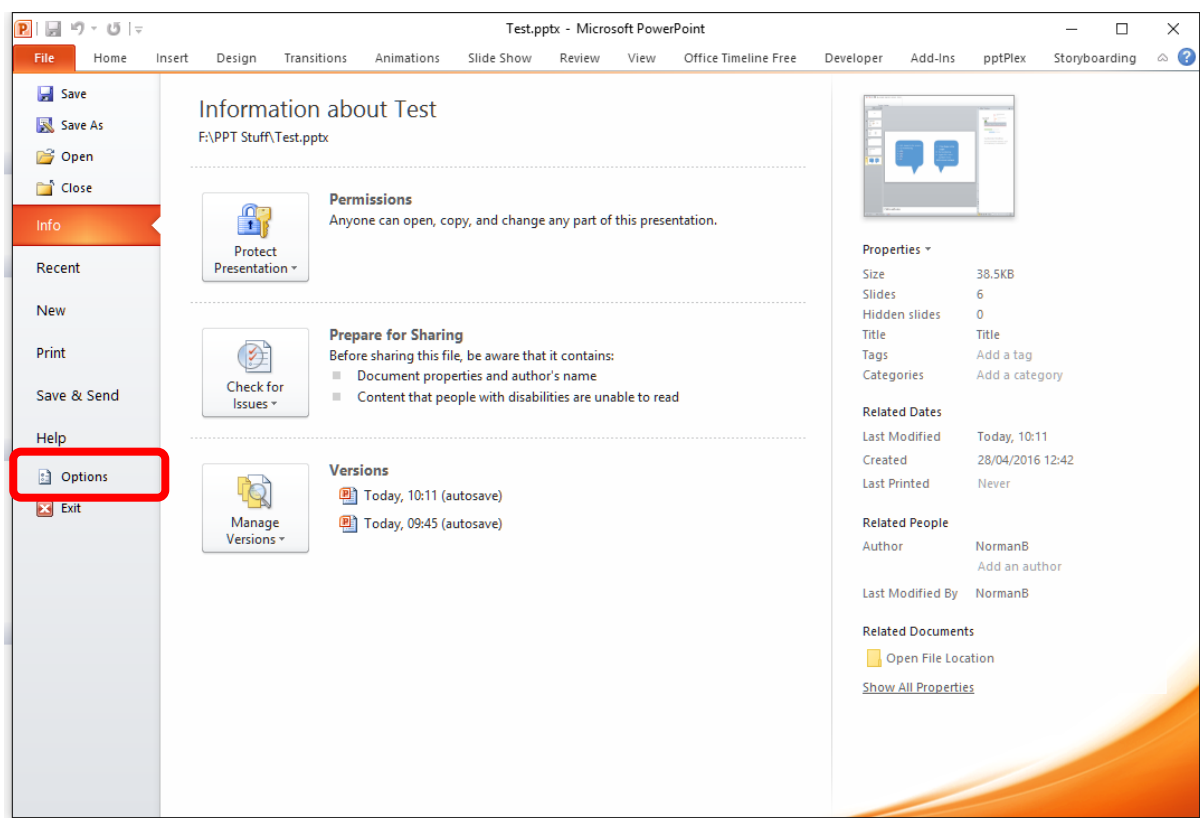 Test.pptx - Microsoft PowerPoint
File Home Insert Design Transitions Animations Slide Show Review View Office Timeline Free Developer Add-Ins pptPlex Storyboarding
Save
Save As
Open
Close
Info
Recent
New
Print
Save & Send
Help
Options
Exit
Information about Test
F:\PPT Stuff\Test.pptx
Protect
Presentation
Permissions
Anyone can open, copy, and change any part of this presentation.
Check for
Issues
Prepare for Sharing
Before sharing this file, be aware that it contains:
Document properties and author's name
Content that people with disabilities are unable to read
Manage
Versions
Versions
Today, 10:11 (autosave)
Today, 09:45 (autosave)
Properties
Size 38.5KB
Slides 6
Hidden slides 0
Title Title
Tags Add a tag
Categories Add a category
Related Dates
Last Modified Today, 10:11
Created 28/04/2016 12:42
Last Printed Never
Related People
Author NormanB
Add an author
Last Modified By NormanB
Related Documents
Open File Location
Show All Properties